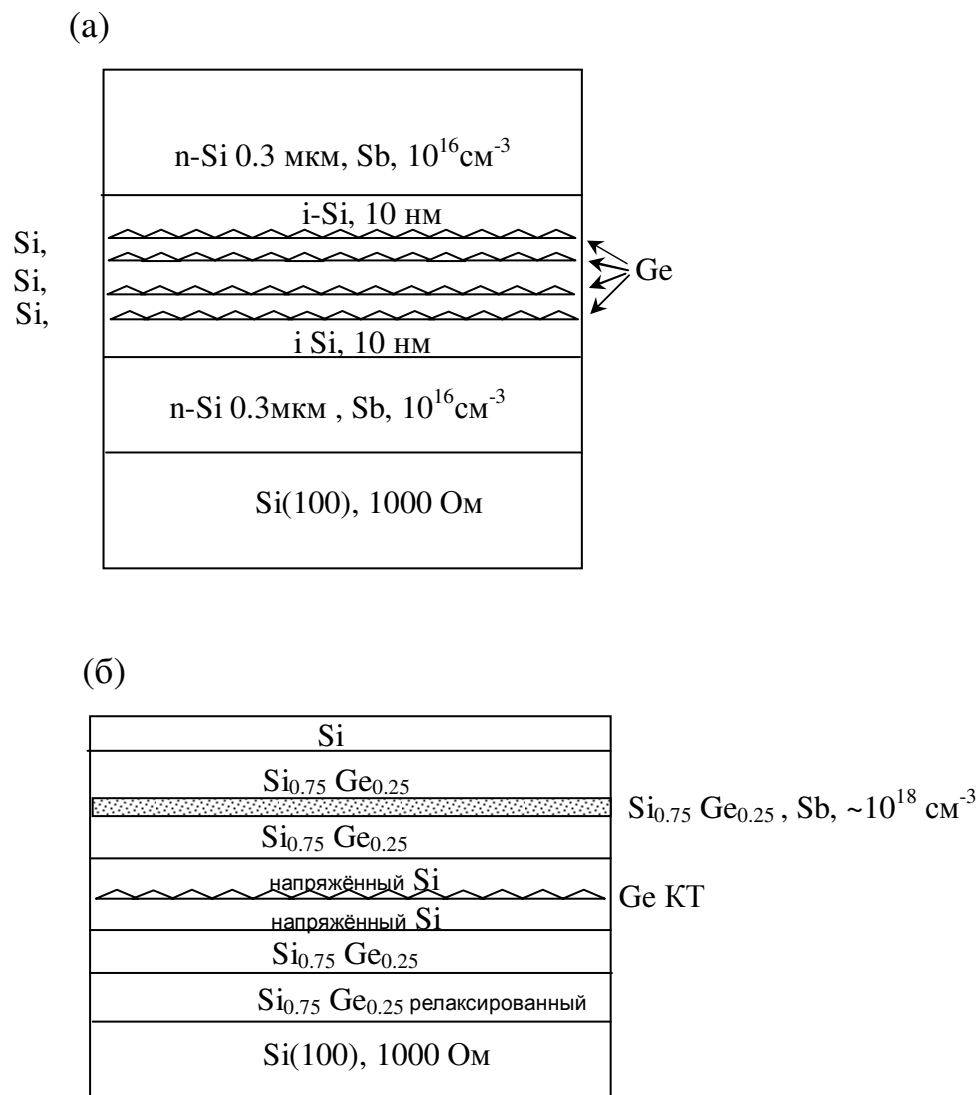 (а)
n-Si 0.3 мкм, Sb, 10¹⁶см⁻³
i-Si, 10 нм
Si,
Ge
Si,
Si,
i Si, 10 нм
n-Si 0.3мкм , Sb, 10¹⁶см⁻³
Si(100), 1000 Ом
(б)
Si
Si₀.₇₅ Ge₀.₂₅
Si₀.₇₅ Ge₀.₂₅ , Sb, ~10¹⁸ см⁻³
Si₀.₇₅ Ge₀.₂₅
напряжённый Si
Ge КТ
напряжённый Si
Si₀.₇₅ Ge₀.₂₅
Si₀.₇₅ Ge₀.₂₅ релаксированный
Si(100), 1000 Ом